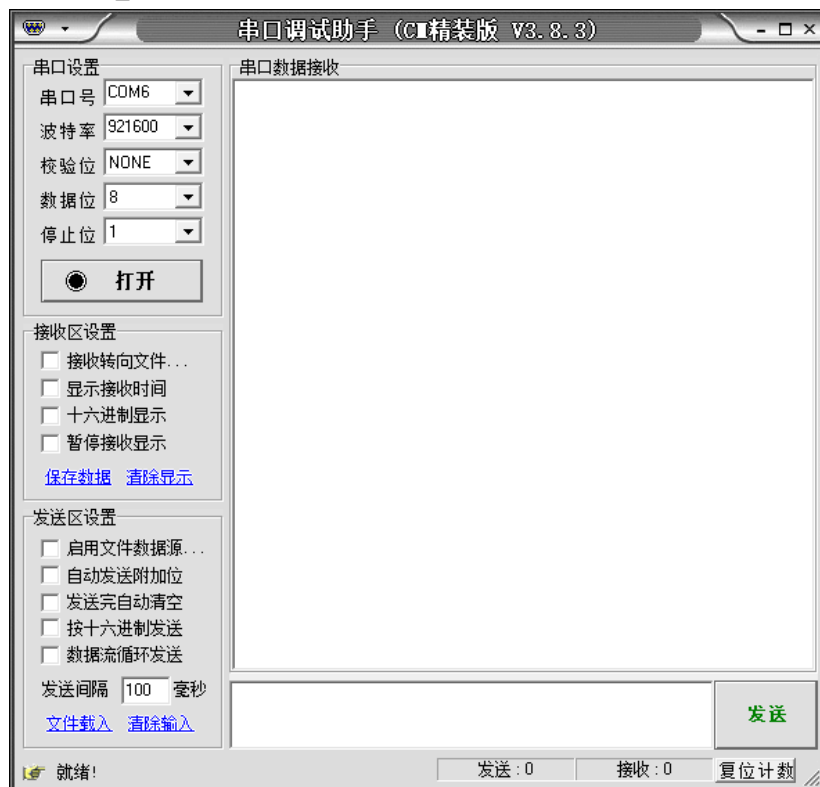 串口调试助手 (CM精装版 V3.8.3)
串口设置
串口号 COM6
波特率 921600
校验位 NONE
数据位 8
停止位 1
打开
接收区设置
接收转向文件...
显示接收时间
十六进制显示
暂停接收显示
保存数据 清除显示
发送区设置
启用文件数据源...
自动发送附加位
发送完自动清空
按十六进制发送
数据流循环发送
发送间隔 100 毫秒
文件载入 清除输入
串口数据接收
发送
就绪!
发送:0
接收:0
复位计数